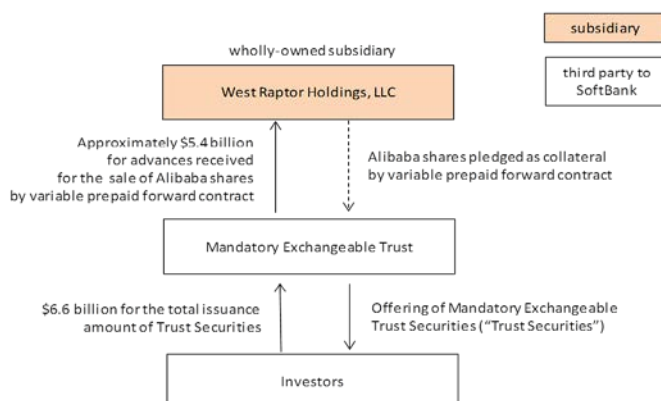 subsidiary
wholly-owned subsidiary
third party to
SoftBank
West Raptor Holdings, LLC
Approximately $5.4 billion
for advances received
for the sale of Alibaba shares
by variable prepaid forward contract
Alibaba shares pledged as collateral
by variable prepaid forward contract
Mandatory Exchangeable Trust
$6.6 billion for the total issuance
amount of Trust Securities
Offering of Mandatory Exchangeable
Trust Securities (“Trust Securities”)
Investors